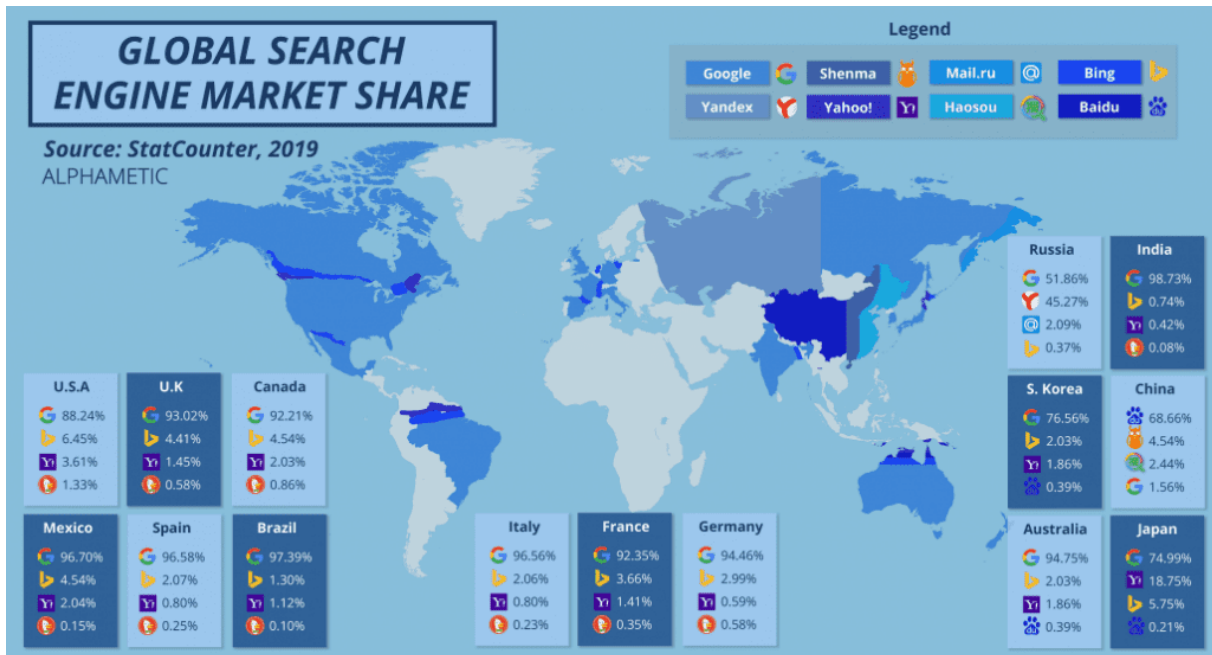 GLOBAL SEARCH
ENGINE MARKET SHARE
Source: StatCounter, 2019
ALPHAMETIC
Legend
Google Shenma Mail.ru Bing
Yandex Yahoo! Haosou Baidu
Russia
51.86%
45.27%
2.09%
0.37%
India
98.73%
0.74%
0.42%
0.08%
U.S.A
88.24%
6.45%
3.61%
1.33%
U.K
93.02%
4.41%
1.45%
0.58%
Canada
92.21%
4.54%
2.03%
0.86%
S. Korea
76.56%
2.03%
1.86%
0.39%
China
68.66%
4.54%
2.44%
1.56%
Mexico
96.70%
4.54%
2.04%
0.15%
Spain
96.58%
2.07%
0.80%
0.25%
Brazil
97.39%
1.30%
1.12%
0.10%
Italy
96.56%
2.06%
0.80%
0.23%
France
92.35%
3.66%
1.41%
0.35%
Germany
94.46%
2.99%
0.59%
0.58%
Australia
94.75%
2.03%
1.86%
0.39%
Japan
74.99%
18.75%
5.75%
0.21%